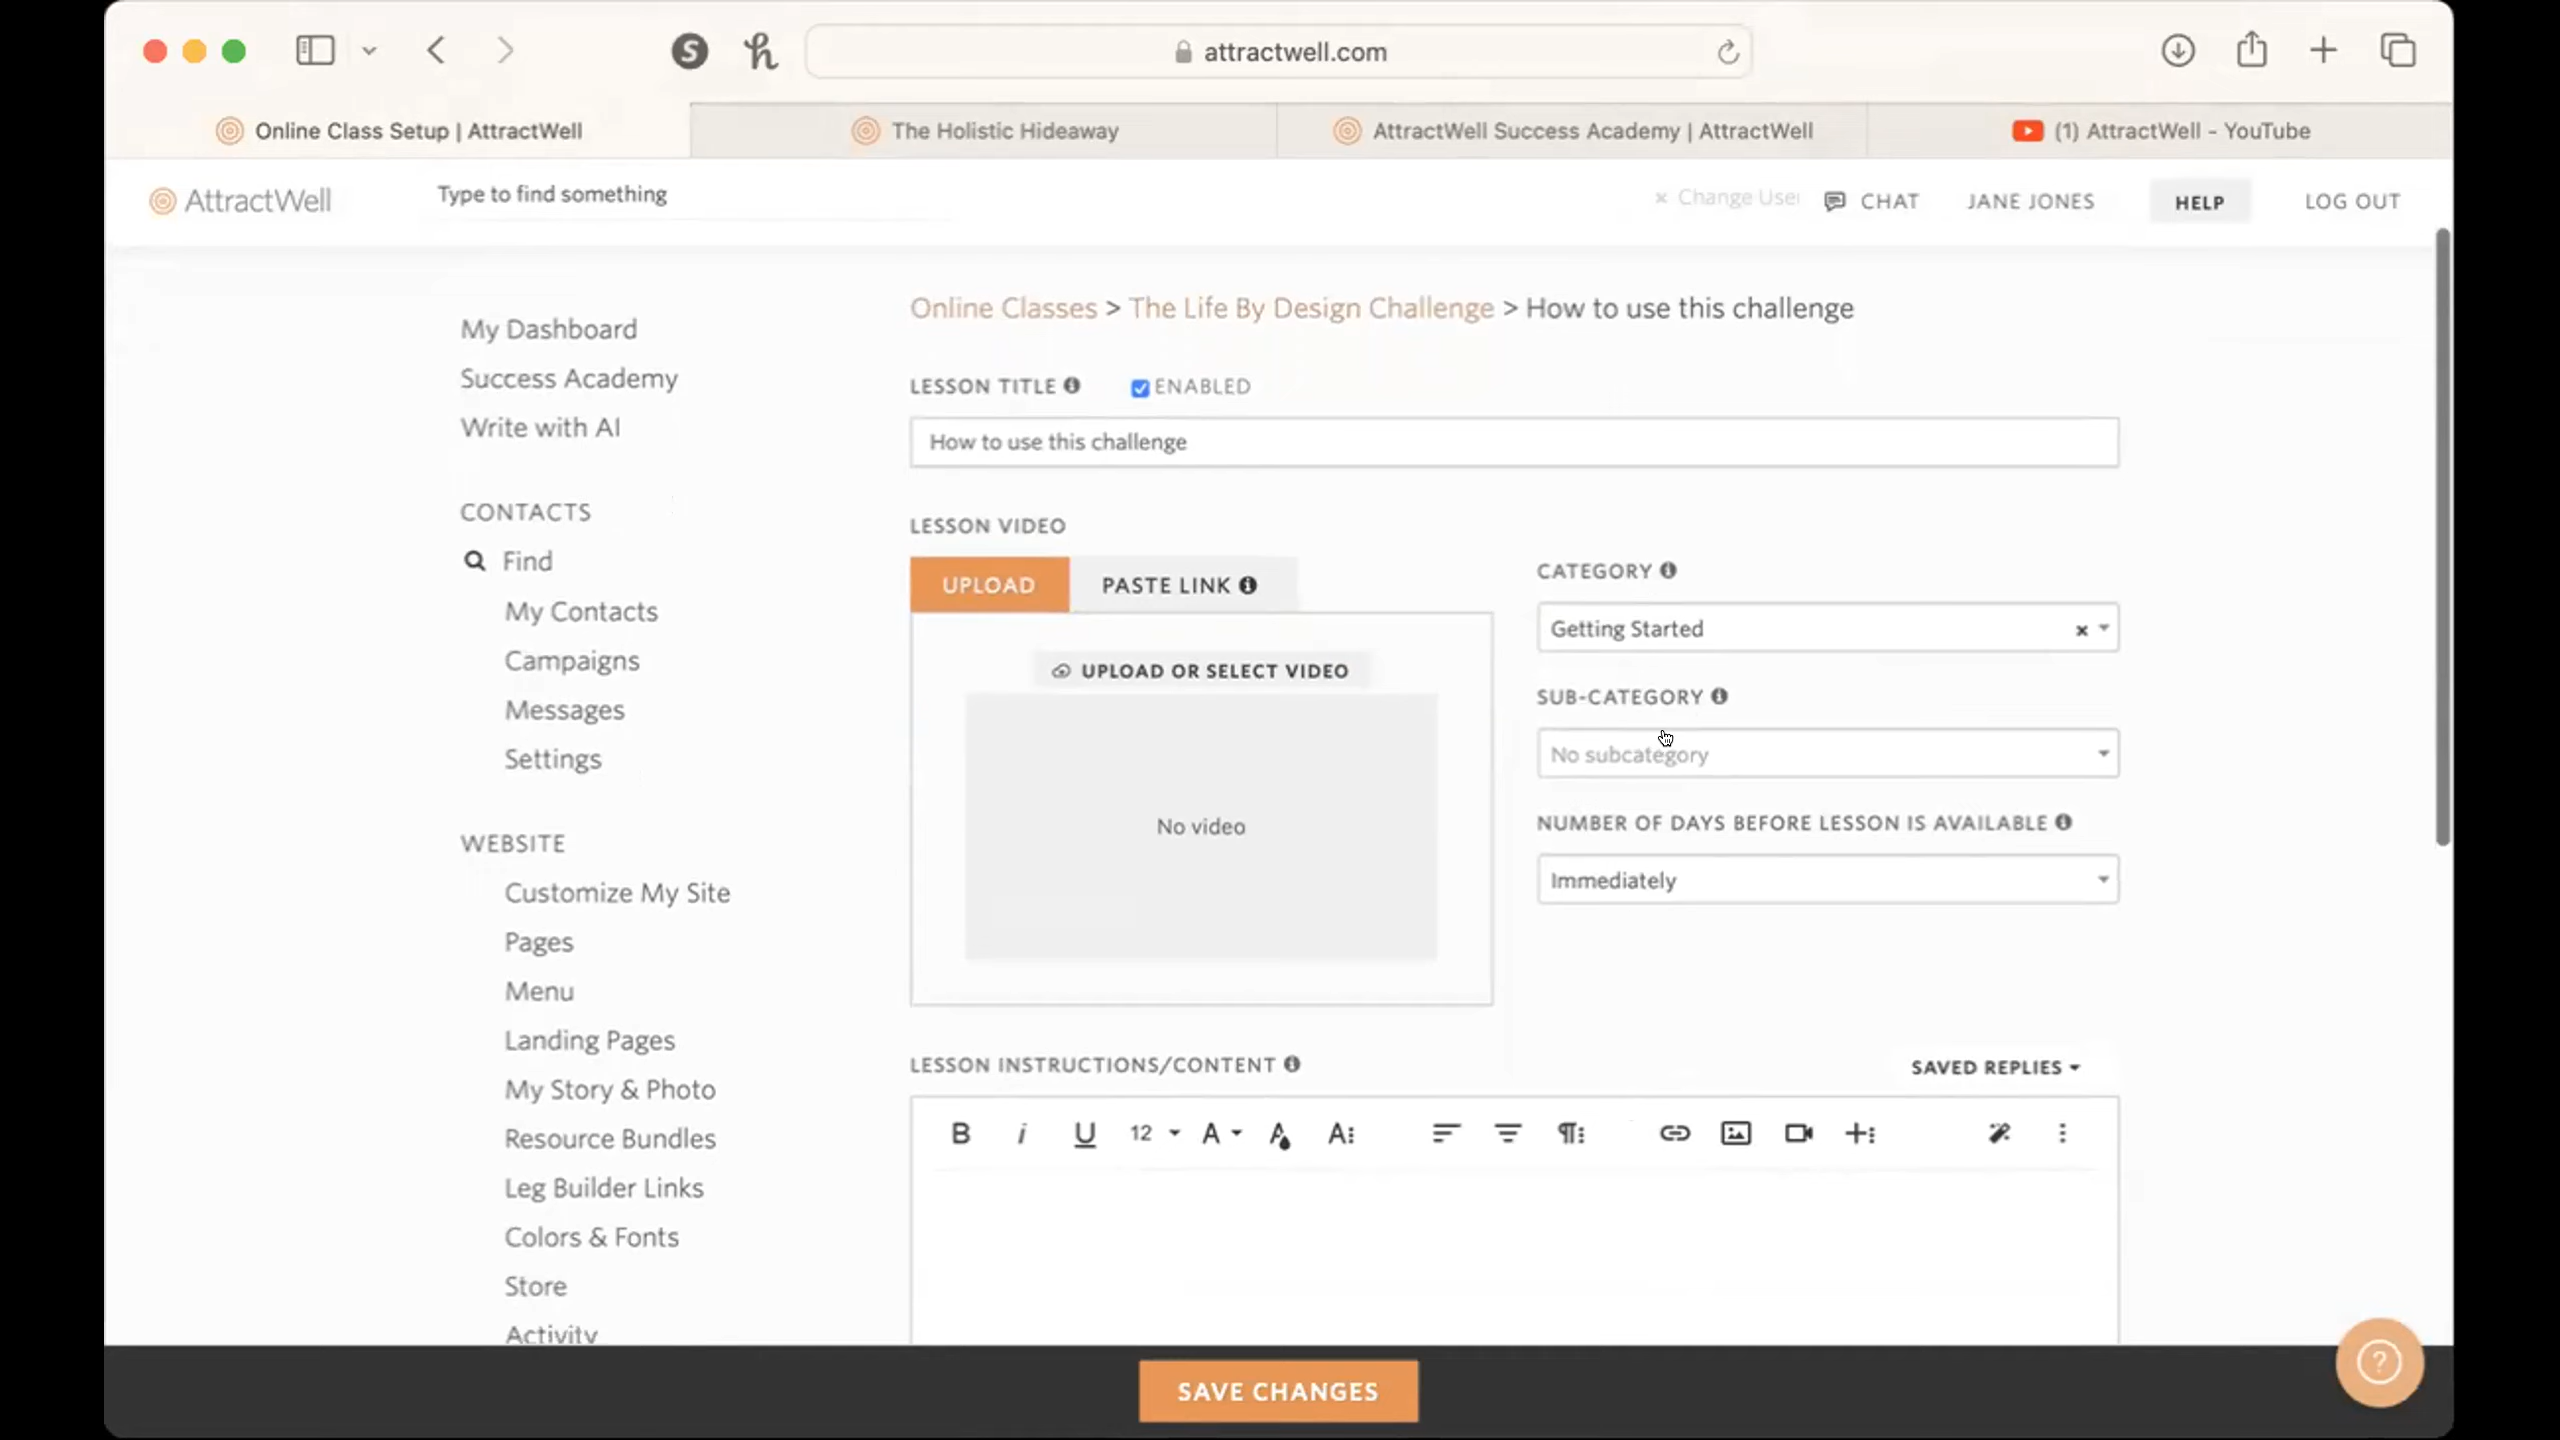 attractwell.com
Online Class Setup | AttractWell
The Holistic Hideaway
AttractWell Success Academy | AttractWell
(1) AttractWell - YouTube
AttractWell
Type to find something
× Change User
CHAT
JANE JONES
HELP
LOG OUT
My Dashboard
Success Academy
Write with AI
CONTACTS
Find
My Contacts
Campaigns
Messages
Settings
WEBSITE
Customize My Site
Pages
Menu
Landing Pages
My Story & Photo
Resource Bundles
Leg Builder Links
Colors & Fonts
Store
Activity
Online Classes > The Life By Design Challenge > How to use this challenge
LESSON TITLE
ENABLED
How to use this challenge
LESSON VIDEO
UPLOAD
PASTE LINK
UPLOAD OR SELECT VIDEO
No video
CATEGORY
Getting Started
SUB-CATEGORY
No subcategory
NUMBER OF DAYS BEFORE LESSON IS AVAILABLE
Immediately
LESSON INSTRUCTIONS/CONTENT
SAVED REPLIES
12
SAVE CHANGES